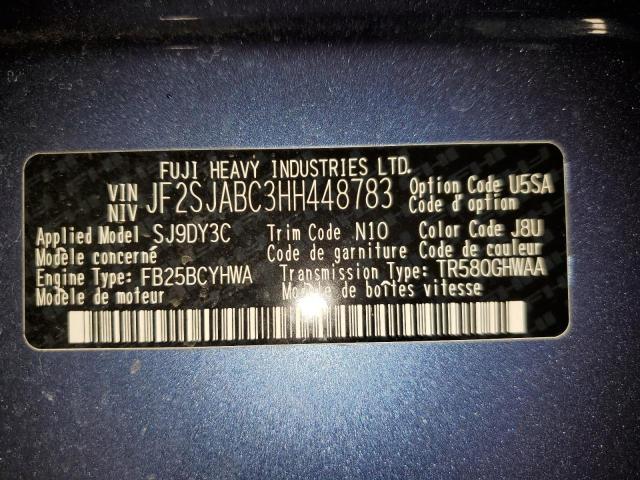 FUJI HEAVY INDUSTRIES LTD.
VIN NIV JF2SJABC3HH448783 Option Code U5SA Code d'option
Applied Model SJ9DY3C Trim Code N10 Color Code J8U
Modèle concerné Code de garniture Code de couleur
Engine Type: FB25BCYHWA Transmission Type: TR580GHWAA
Modèle de moteur Modèle de boîtes vitesse